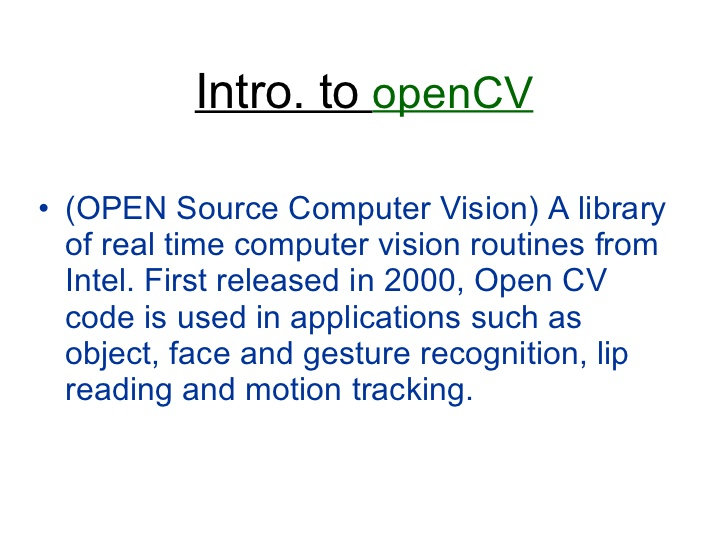 Intro. to openCV
• (OPEN Source Computer Vision) A library
of real time computer vision routines from
Intel. First released in 2000, Open CV
code is used in applications such as
object, face and gesture recognition, lip
reading and motion tracking.